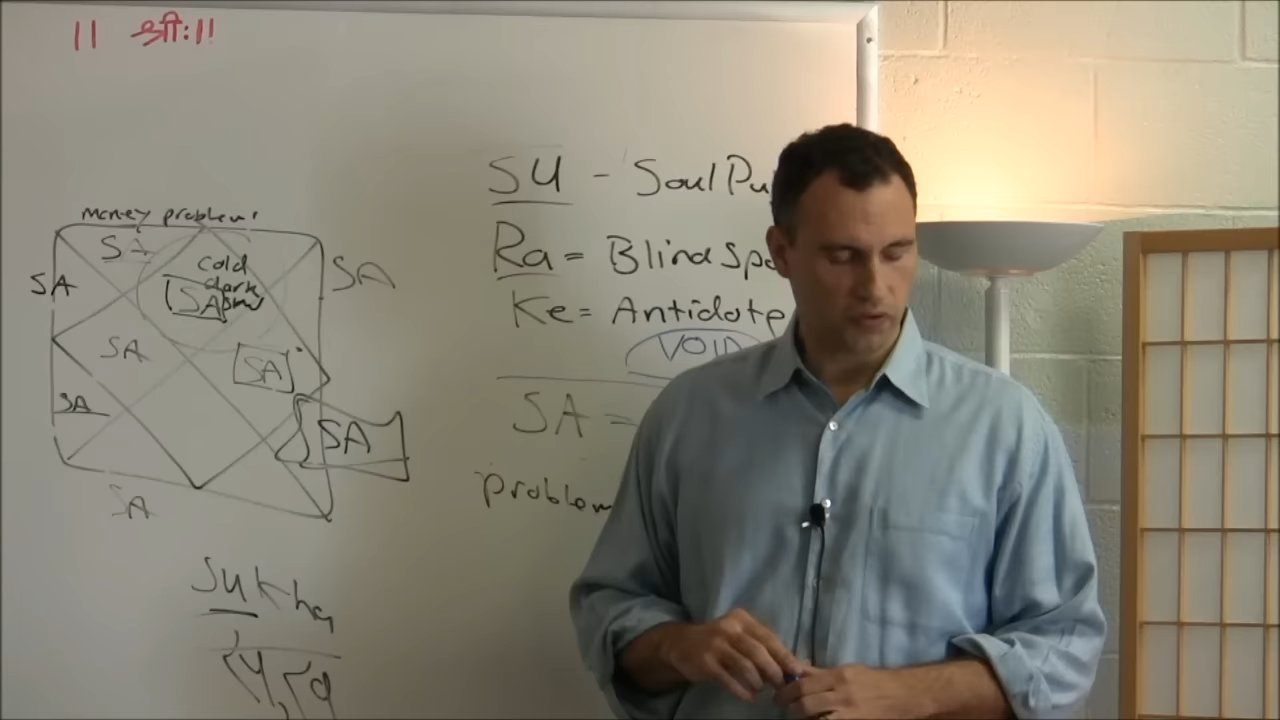 || श्रीः||
SU - Soul Pu
money problem
Ra = Blind Spo
SA
cold
dark
SA
SA
SA
Ke = Antidote
SA
VOID
SA
SA
SA =
SA
problem
SA
Sukha